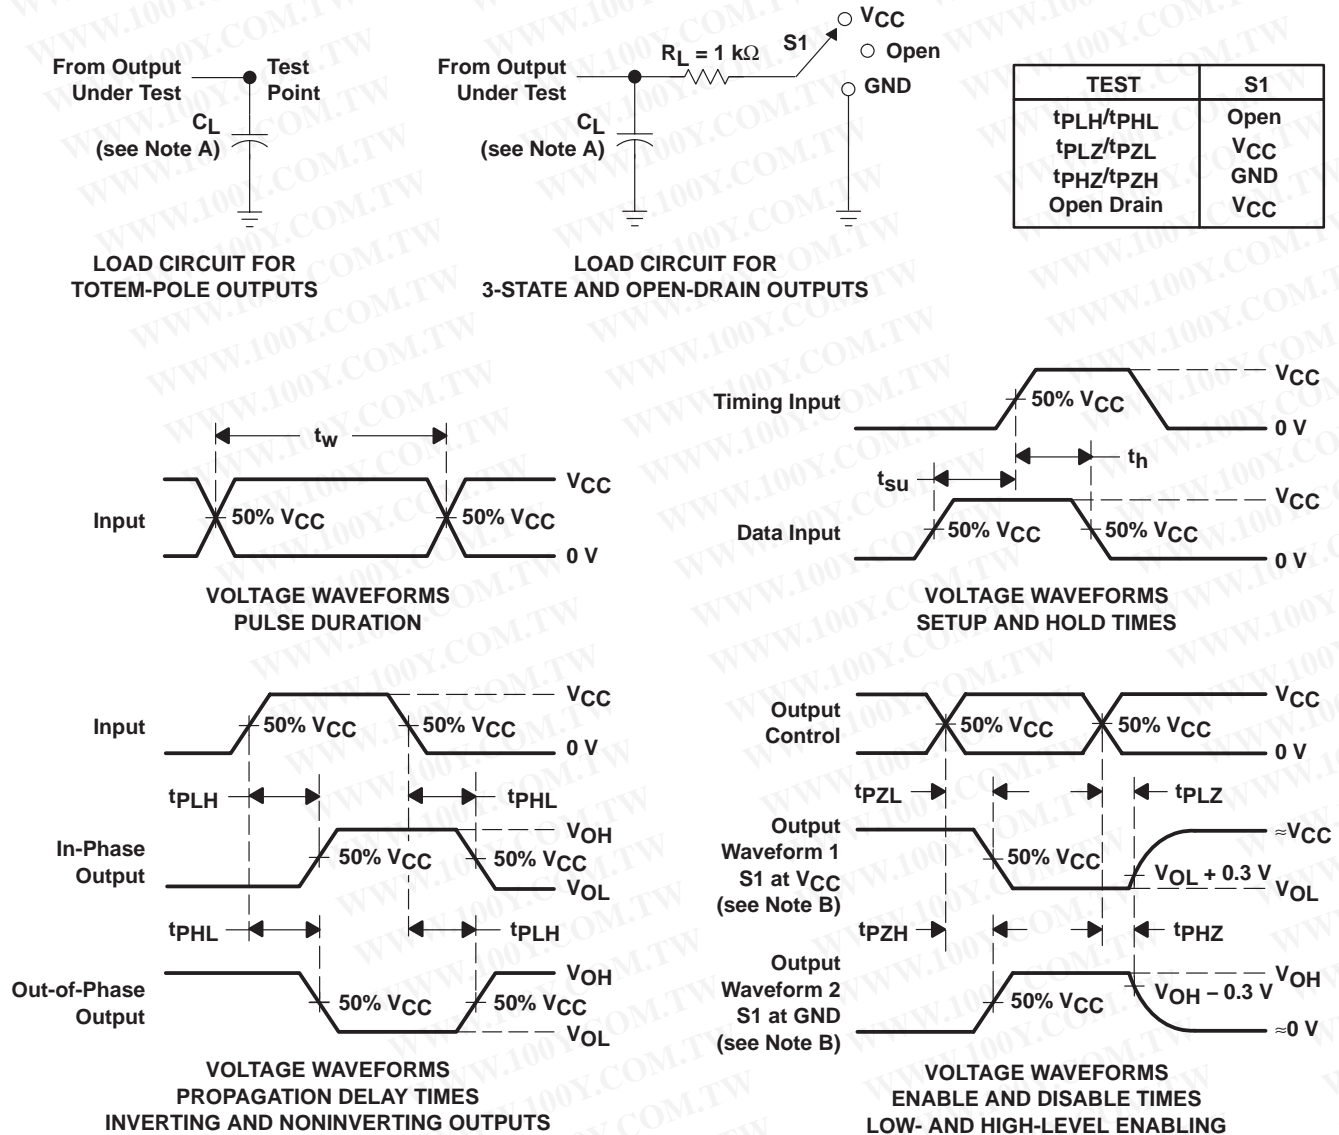 From Output
Under Test
Test
Point
CL
(see Note A)
LOAD CIRCUIT FOR
TOTEM-POLE OUTPUTS
From Output
Under Test
CL
(see Note A)
RL = 1 kΩ
S1
VCC
Open
GND
LOAD CIRCUIT FOR
3-STATE AND OPEN-DRAIN OUTPUTS
TEST S1
tPLH/tPHL Open
tPLZ/tPZL VCC
tPHZ/tPZH GND
Open Drain VCC
tw
Input
50% VCC
50% VCC
VCC
0 V
VOLTAGE WAVEFORMS
PULSE DURATION
Timing Input
50% VCC
VCC
0 V
tsu
th
Data Input
50% VCC
50% VCC
VCC
0 V
VOLTAGE WAVEFORMS
SETUP AND HOLD TIMES
Input
50% VCC
50% VCC
VCC
0 V
tPLH
tPHL
In-Phase
Output
50% VCC
50% VCC
VOH
VOL
tPHL
tPLH
Out-of-Phase
Output
50% VCC
50% VCC
VOH
VOL
VOLTAGE WAVEFORMS
PROPAGATION DELAY TIMES
INVERTING AND NONINVERTING OUTPUTS
Output
Control
50% VCC
50% VCC
VCC
0 V
tPZL
tPLZ
Output
Waveform 1
S1 at VCC
(see Note B)
50% VCC
VOL + 0.3 V
≈VCC
VOL
tPZH
tPHZ
Output
Waveform 2
S1 at GND
(see Note B)
50% VCC
VOH − 0.3 V
VOH
≈0 V
VOLTAGE WAVEFORMS
ENABLE AND DISABLE TIMES
LOW- AND HIGH-LEVEL ENABLING
WWW.100Y.COM.TW